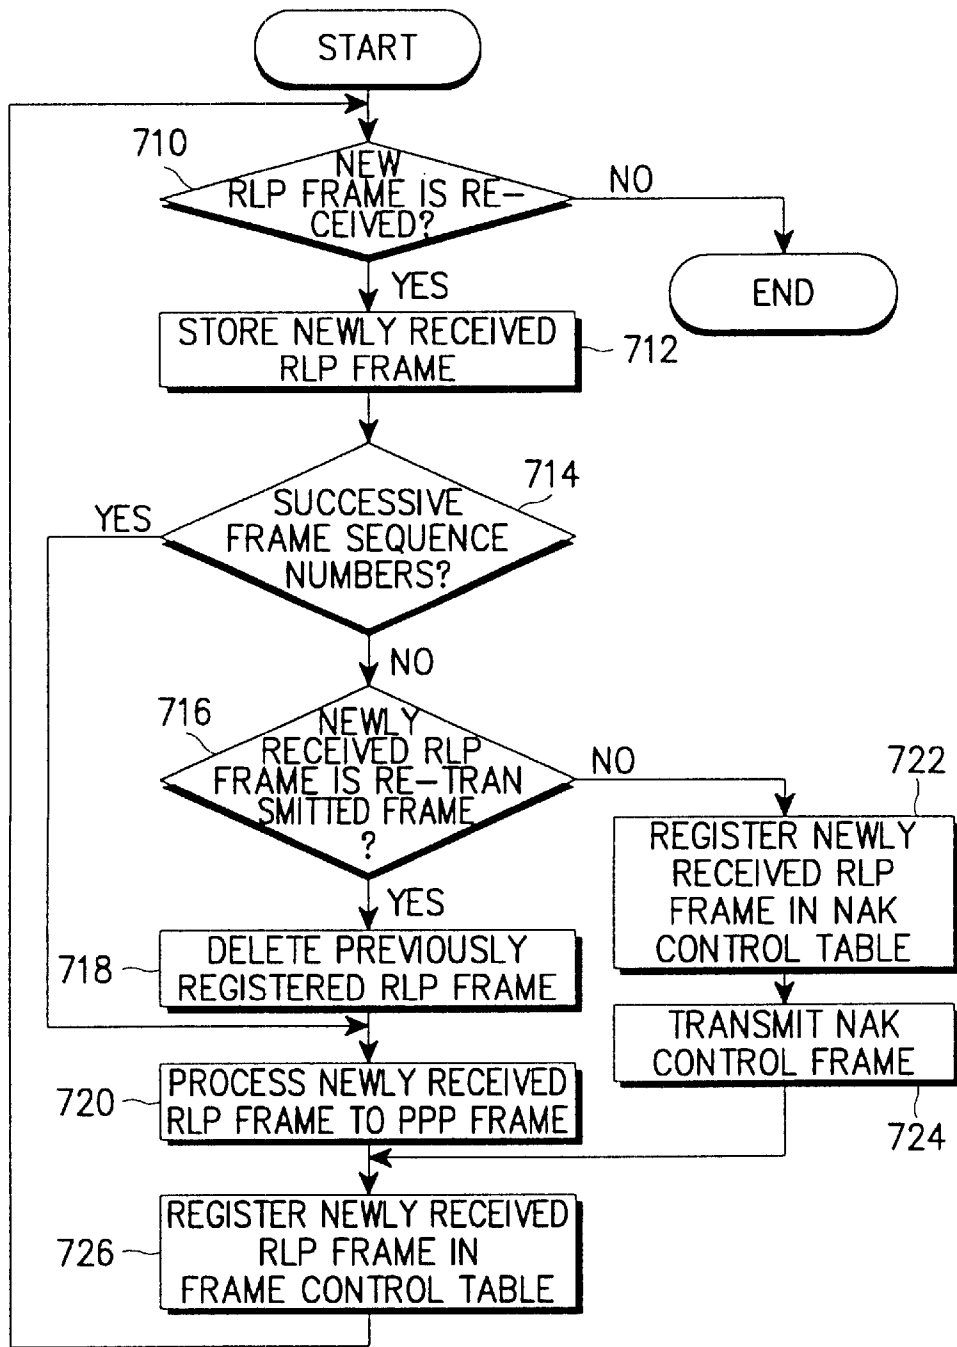 START
710
NEW
RLP FRAME IS RE-
CEIVED?
NO
END
YES
STORE NEWLY RECEIVED
RLP FRAME
712
714
SUCCESSIVE
FRAME SEQUENCE
NUMBERS?
YES
NO
716
NEWLY
RECEIVED RLP
FRAME IS RE-TRAN
SMITTED FRAME
?
NO
722
REGISTER NEWLY
RECEIVED RLP
FRAME IN NAK
CONTROL TABLE
YES
718
DELETE PREVIOUSLY
REGISTERED RLP FRAME
TRANSMIT NAK
CONTROL FRAME
724
720
PROCESS NEWLY RECEIVED
RLP FRAME TO PPP FRAME
726
REGISTER NEWLY RECEIVED
RLP FRAME IN
FRAME CONTROL TABLE